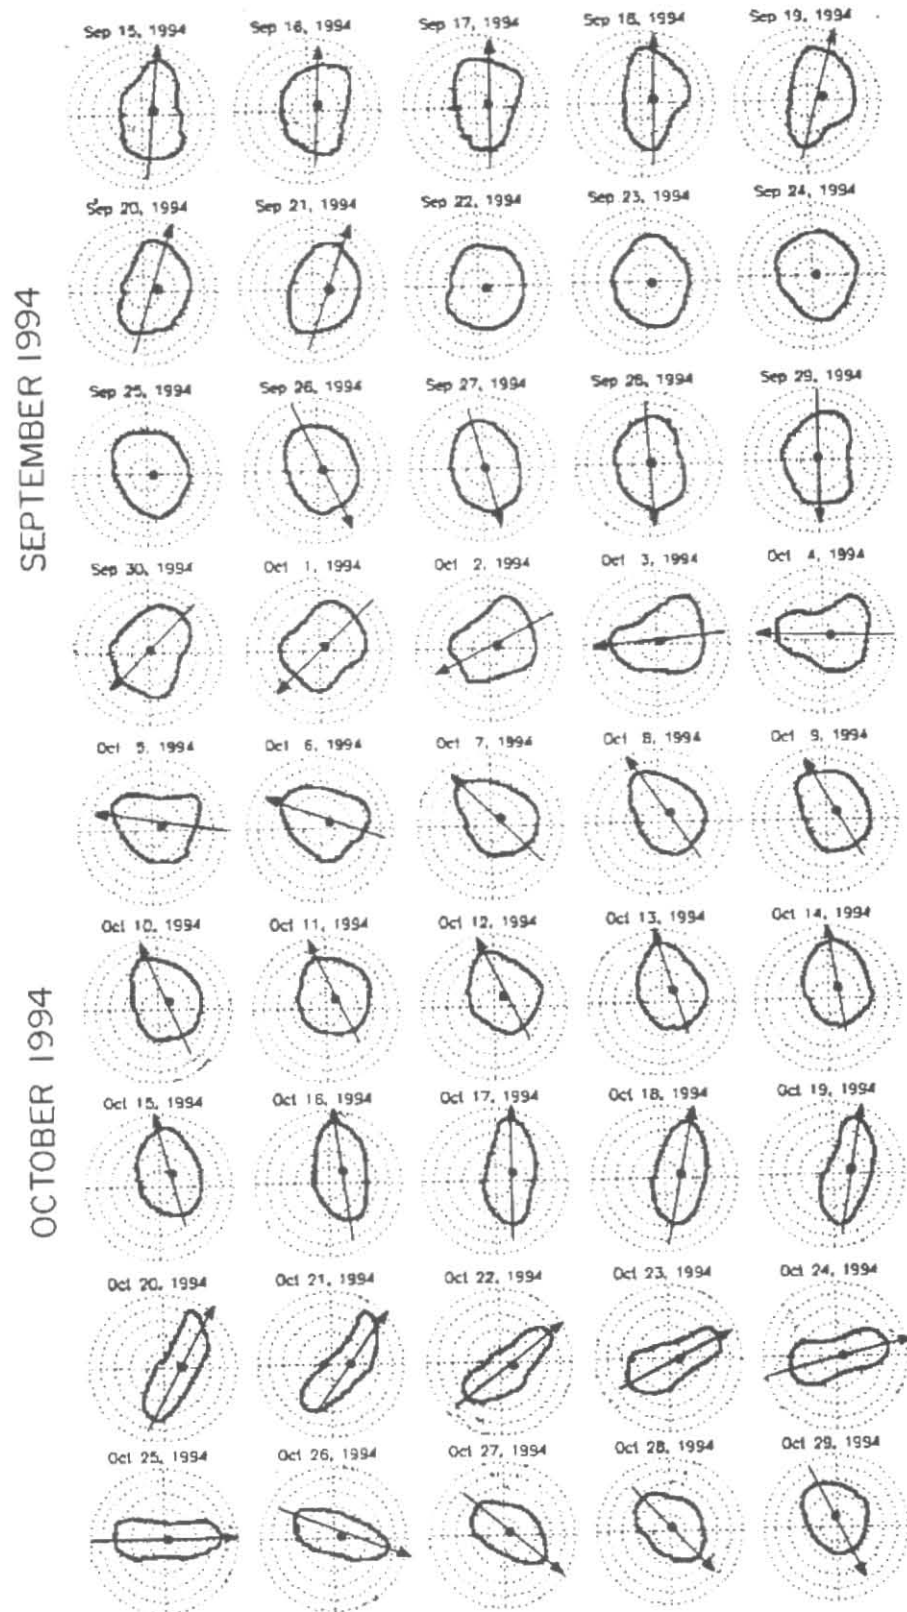 SEPTEMBER 1994
Sep 15, 1994 Sep 16, 1994 Sep 17, 1994 Sep 18, 1994 Sep 19, 1994
Sep 20, 1994 Sep 21, 1994 Sep 22, 1994 Sep 23, 1994 Sep 24, 1994
Sep 25, 1994 Sep 26, 1994 Sep 27, 1994 Sep 28, 1994 Sep 29, 1994
Sep 30, 1994 Oct 1, 1994 Oct 2, 1994 Oct 3, 1994 Oct 4, 1994
OCTOBER 1994
Oct 5, 1994 Oct 6, 1994 Oct 7, 1994 Oct 8, 1994 Oct 9, 1994
Oct 10, 1994 Oct 11, 1994 Oct 12, 1994 Oct 13, 1994 Oct 14, 1994
Oct 15, 1994 Oct 16, 1994 Oct 17, 1994 Oct 18, 1994 Oct 19, 1994
Oct 20, 1994 Oct 21, 1994 Oct 22, 1994 Oct 23, 1994 Oct 24, 1994
Oct 25, 1994 Oct 26, 1994 Oct 27, 1994 Oct 28, 1994 Oct 29, 1994